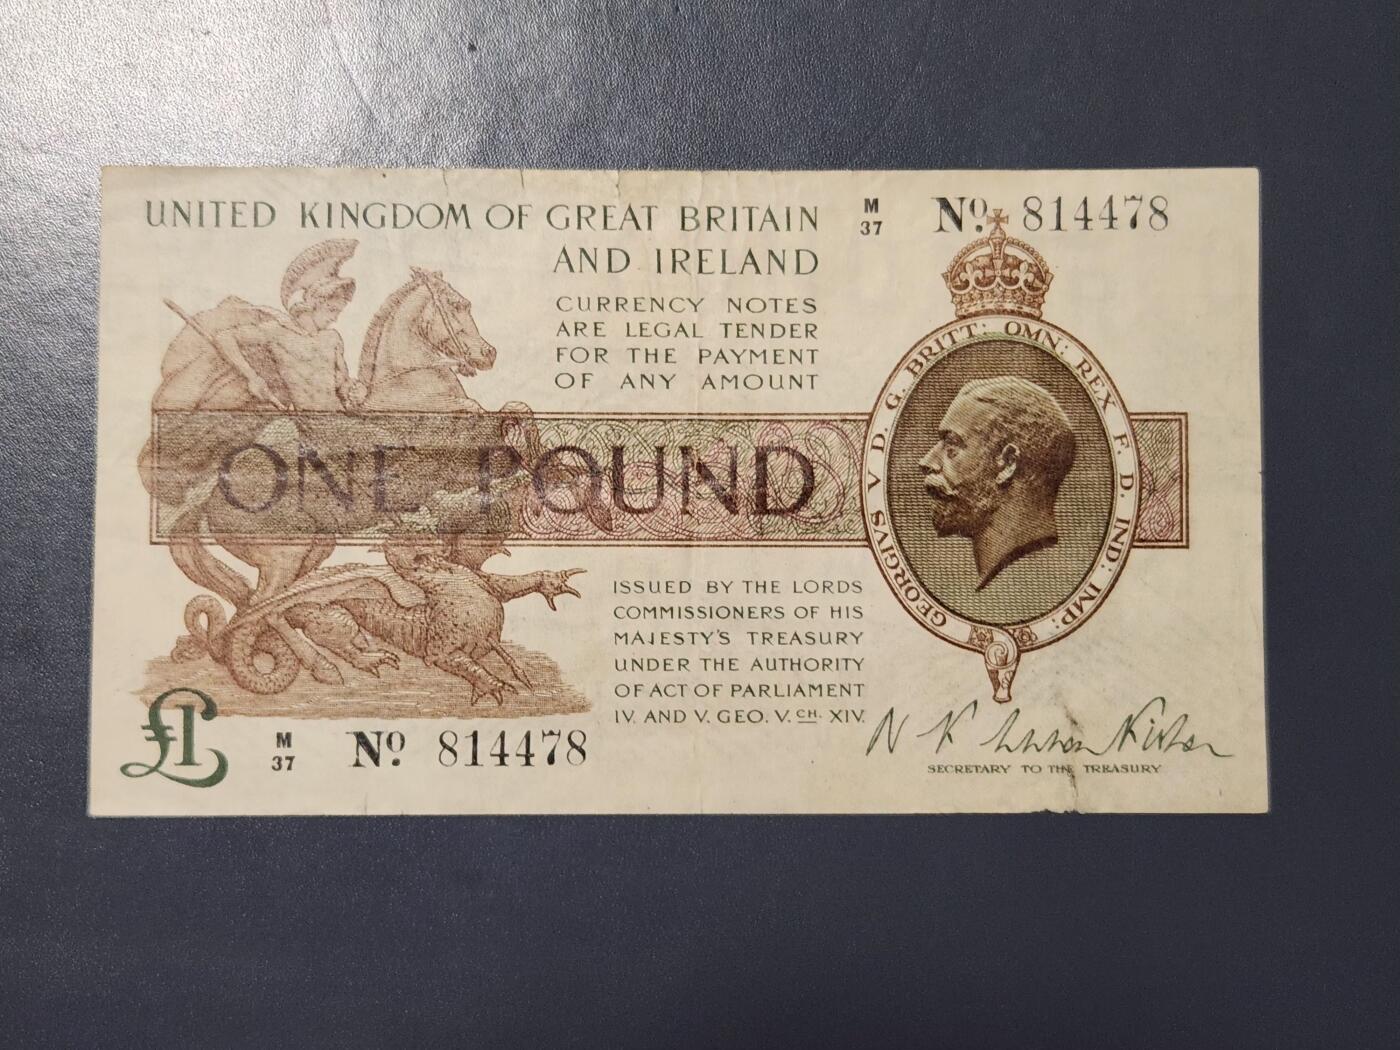 UNITED KINGDOM OF GREAT BRITAIN
AND IRELAND
M
37
Nº 814478
CURRENCY NOTES
ARE LEGAL TENDER
FOR THE PAYMENT
OF ANY AMOUNT
GEORGIVS V D. G. BRITT: OMN: REX F. D. IND: IMP:
ONE POUND
ISSUED BY THE LORDS
COMMISSIONERS OF HIS
MAJESTY'S TREASURY
UNDER THE AUTHORITY
OF ACT OF PARLIAMENT
IV. AND V. GEO. V. CH. XIV.
£1
M
37
Nº 814478
N F Warren Fisher
SECRETARY TO THE TREASURY